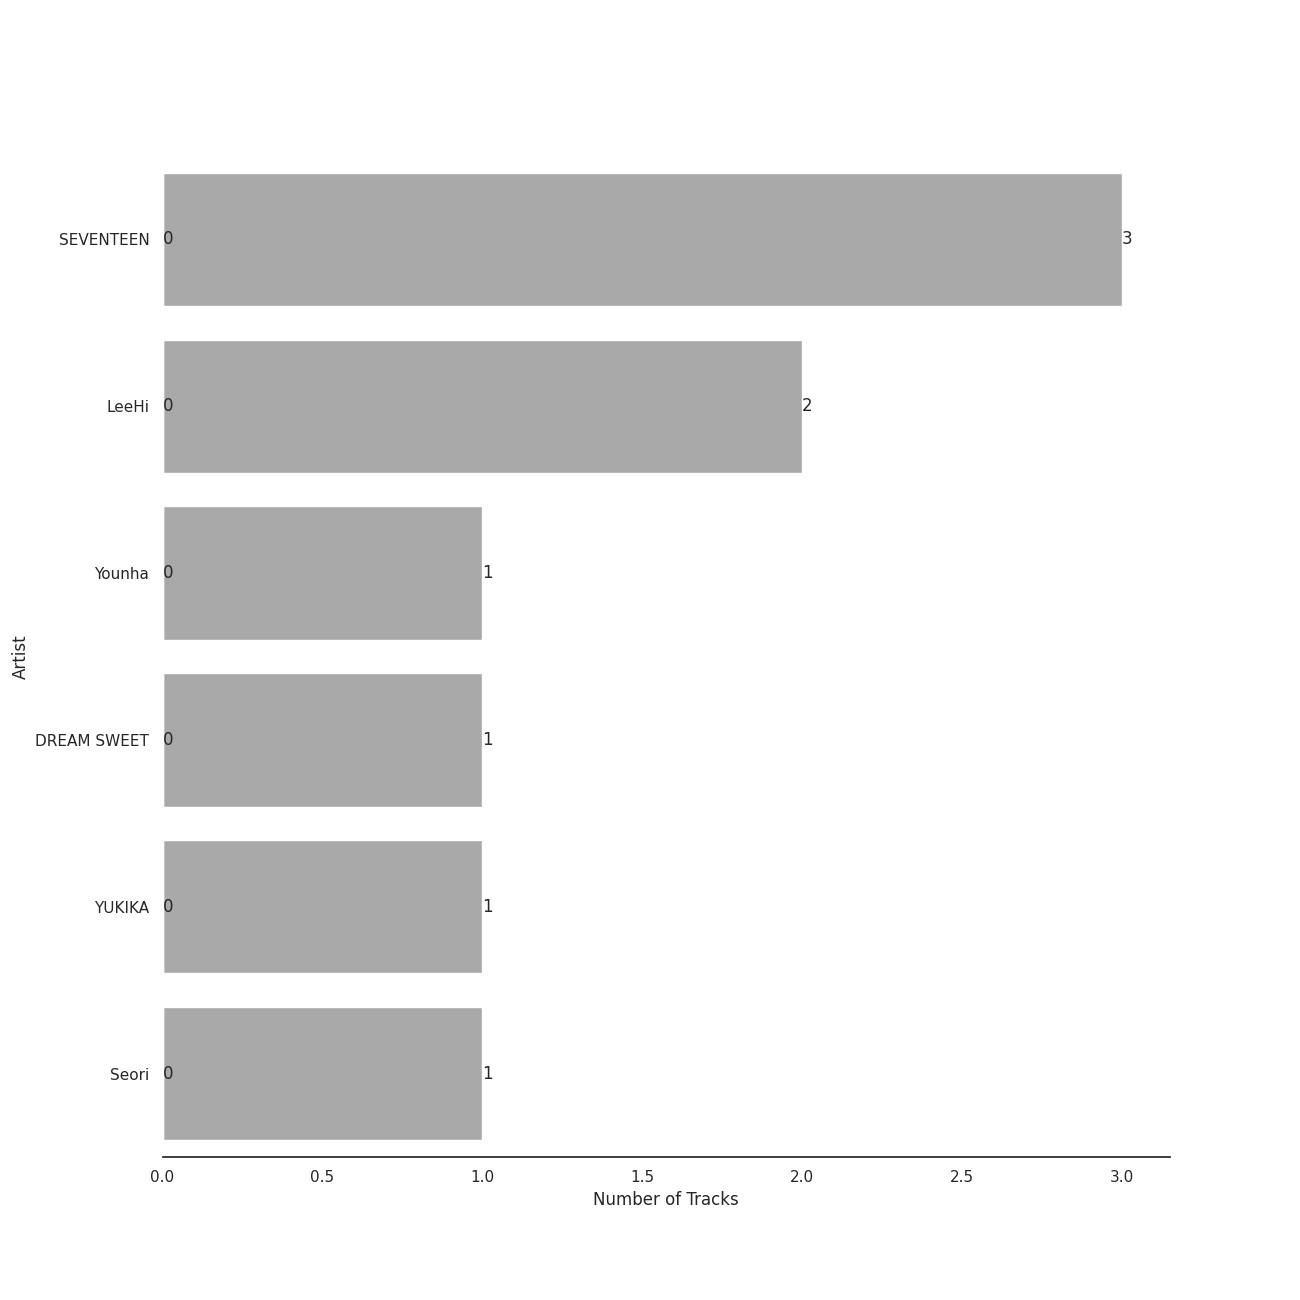 SEVENTEEN 0 3
LeeHi 0 2
Younha 0 1
Artist
DREAM SWEET 0 1
YUKIKA 0 1
Seori 0 1
0.0 0.5 1.0 1.5 2.0 2.5 3.0
Number of Tracks